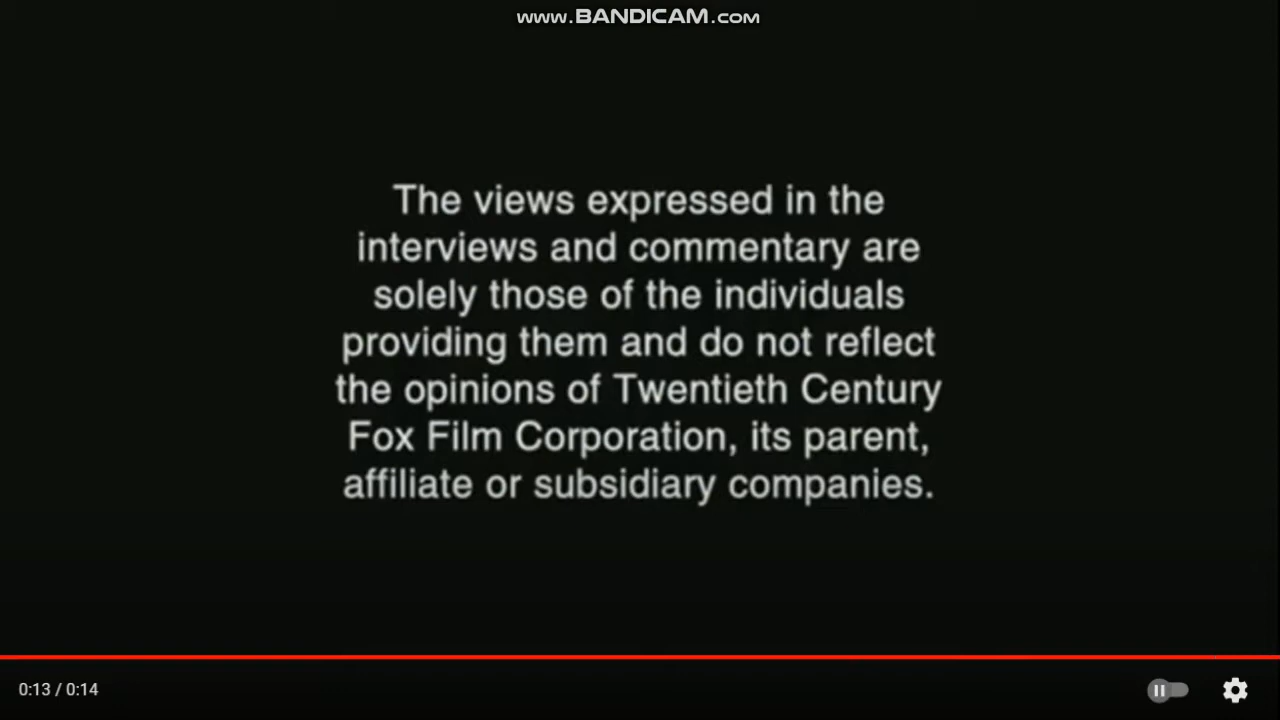 www.BANDICAM.com
The views expressed in the
interviews and commentary are
solely those of the individuals
providing them and do not reflect
the opinions of Twentieth Century
Fox Film Corporation, its parent,
affiliate or subsidiary companies.
0:13 / 0:14